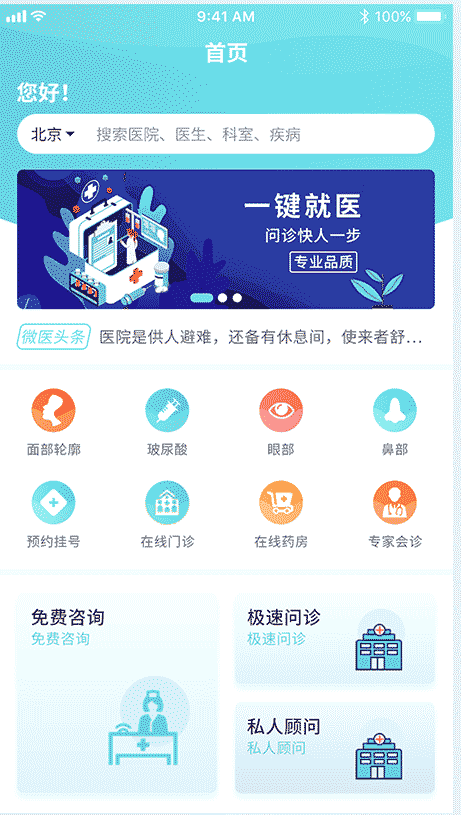 9:41 AM 100%
首页
您好！
北京 搜索医院、医生、科室、疾病
一键就医
问诊快人一步
专业品质
微医头条 医院是供人避难，还备有休息间，使来者舒...
面部轮廓 玻尿酸 眼部 鼻部
预约挂号 在线门诊 在线药房 专家会诊
免费咨询
免费咨询
极速问诊
极速问诊
私人顾问
私人顾问